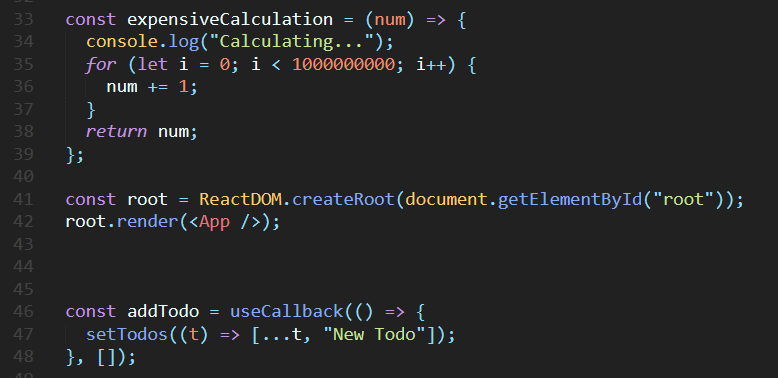 33 const expensiveCalculation = (num) => {
34   console.log("Calculating...");
35   for (let i = 0; i < 1000000000; i++) {
36     num += 1;
37   }
38   return num;
39 };
40
41 const root = ReactDOM.createRoot(document.getElementById("root"));
42 root.render(<App />);
43
44
45
46 const addTodo = useCallback(() => {
47   setTodos((t) => [...t, "New Todo"]);
48 }, []);